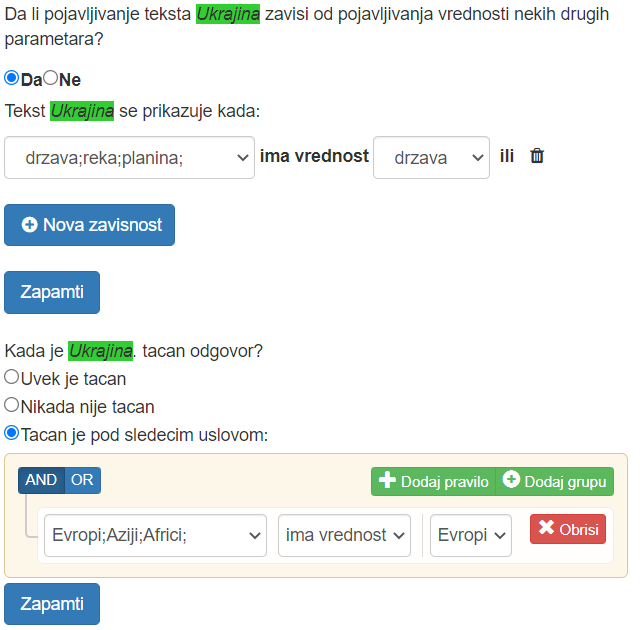 Da li pojavljivanje teksta Ukrajina zavisi od pojavljivanja vrednosti nekih drugih
parametara?
Da Ne
Tekst Ukrajina se prikazuje kada:
drzava;reka;planina; ima vrednost drzava ili
Nova zavisnost
Zapamti
Kada je Ukrajina. tacan odgovor?
Uvek je tacan
Nikada nije tacan
Tacan je pod sledecim uslovom:
AND OR Dodaj pravilo Dodaj grupu
Evropi;Aziji;Africi; ima vrednost Evropi Obrisi
Zapamti